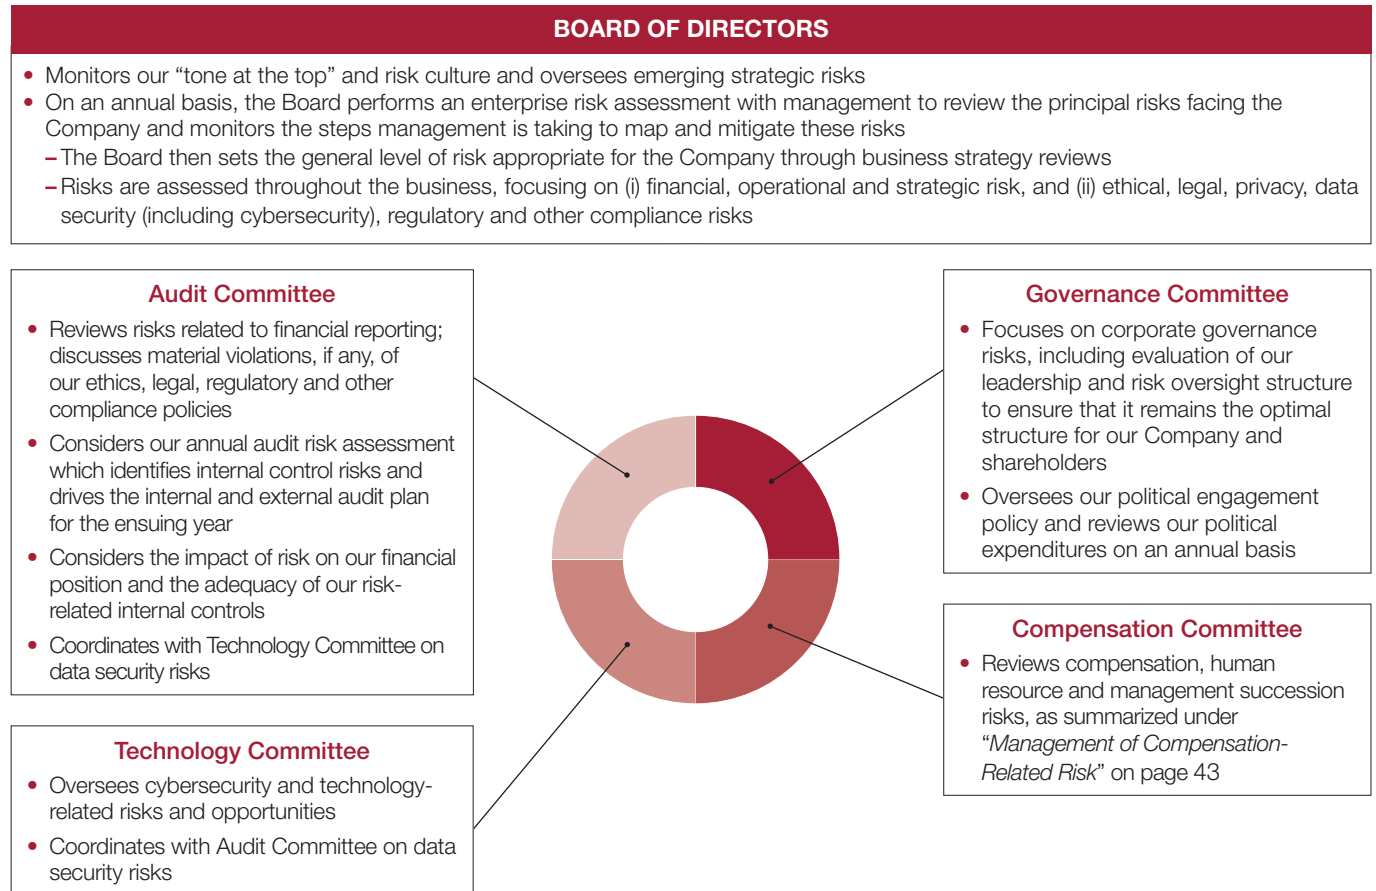 BOARD OF DIRECTORS
• Monitors our “tone at the top” and risk culture and oversees emerging strategic risks
• On an annual basis, the Board performs an enterprise risk assessment with management to review the principal risks facing the
Company and monitors the steps management is taking to map and mitigate these risks
– The Board then sets the general level of risk appropriate for the Company through business strategy reviews
– Risks are assessed throughout the business, focusing on (i) financial, operational and strategic risk, and (ii) ethical, legal, privacy, data
security (including cybersecurity), regulatory and other compliance risks
Audit Committee
• Reviews risks related to financial reporting;
discusses material violations, if any, of
our ethics, legal, regulatory and other
compliance policies
• Considers our annual audit risk assessment
which identifies internal control risks and
drives the internal and external audit plan
for the ensuing year
• Considers the impact of risk on our financial
position and the adequacy of our risk-
related internal controls
• Coordinates with Technology Committee on
data security risks
Technology Committee
• Oversees cybersecurity and technology-
related risks and opportunities
• Coordinates with Audit Committee on data
security risks
Governance Committee
• Focuses on corporate governance
risks, including evaluation of our
leadership and risk oversight structure
to ensure that it remains the optimal
structure for our Company and
shareholders
• Oversees our political engagement
policy and reviews our political
expenditures on an annual basis
Compensation Committee
• Reviews compensation, human
resource and management succession
risks, as summarized under
“Management of Compensation-
Related Risk” on page 43